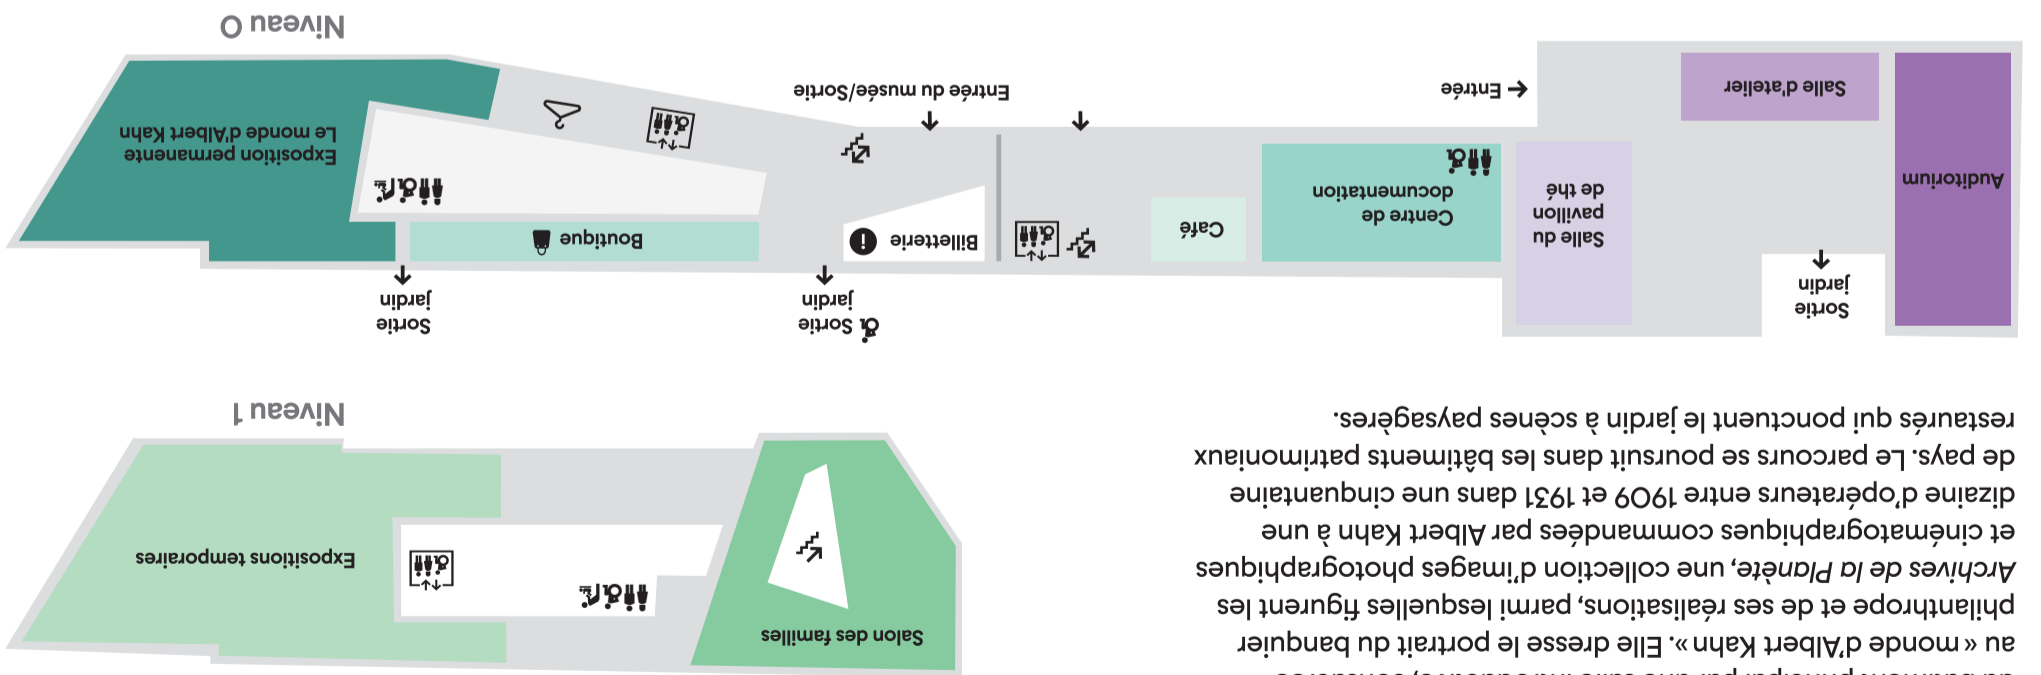 au « monde d'Albert Kahn ». Elle dresse le portrait du banquier
philanthrope et de ses réalisations, parmi lesquelles figurent les
Archives de la Planète, une collection d'images photographiques
et cinématographiques commandées par Albert Kahn à une
dizaine d'opérateurs entre 1909 et 1931 dans une cinquantaine
de pays. Le parcours se poursuit dans les bâtiments patrimoniaux
restaurés qui ponctuent le jardin à scènes paysagères.
Salon des familles
Expositions temporaires
Niveau 1
Sortie
jardin
Sortie
jardin
Sortie
jardin
Auditorium
Salle d'atelier
Salle du
pavillon
de thé
Entrée
Centre de
documentation
Café
Billetterie
Entrée du musée/Sortie
Boutique
Exposition permanente
Le monde d'Albert Kahn
Niveau 0